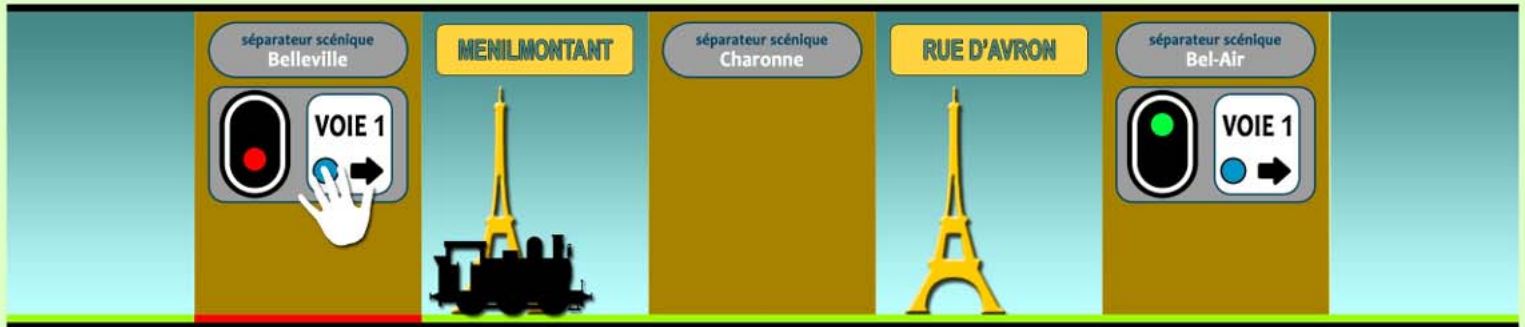 séparateur scénique
Belleville
VOIE 1
MENILMONTANT
séparateur scénique
Charonne
RUE D'AVRON
séparateur scénique
Bel-Air
VOIE 1